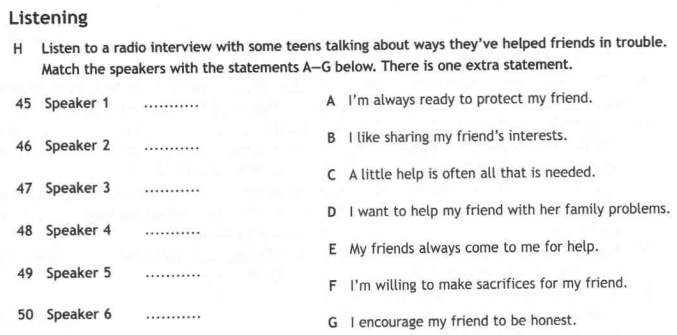 Listening
H Listen to a radio interview with some teens talking about ways they've helped friends in trouble.
Match the speakers with the statements A–G below. There is one extra statement.
45 Speaker 1 ...........
46 Speaker 2 ...........
47 Speaker 3 ...........
48 Speaker 4 ...........
49 Speaker 5 ...........
50 Speaker 6 ...........
A I'm always ready to protect my friend.
B I like sharing my friend's interests.
C A little help is often all that is needed.
D I want to help my friend with her family problems.
E My friends always come to me for help.
F I'm willing to make sacrifices for my friend.
G I encourage my friend to be honest.